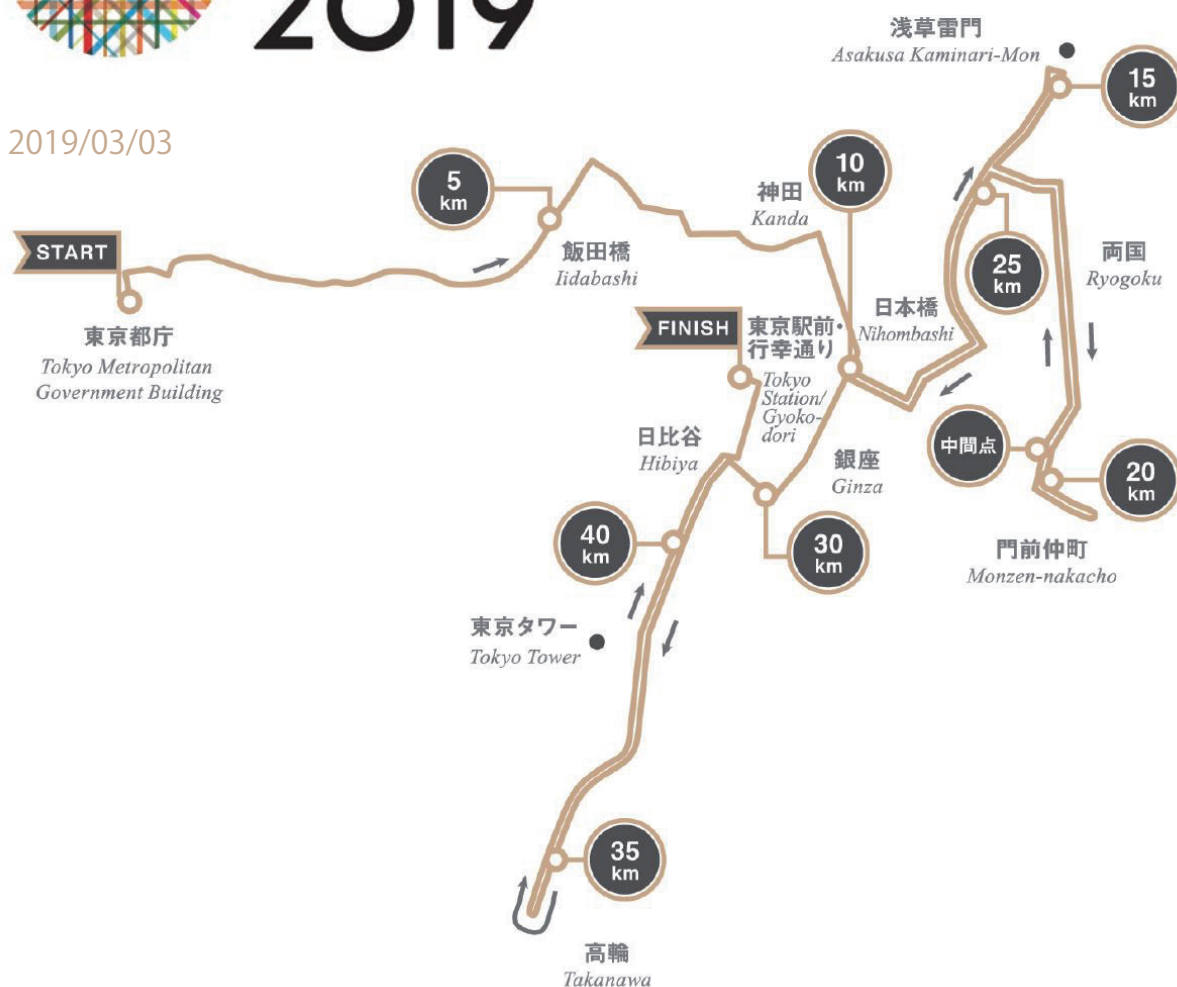 2019
2019/03/03
START
東京都庁
Tokyo Metropolitan
Government Building
5
km
飯田橋
Iidabashi
神田
Kanda
10
km
浅草雷門
Asakusa Kaminari-Mon
15
km
25
km
両国
Ryogoku
日本橋
Nihombashi
FINISH
東京駅前・
行幸通り
Tokyo
Station/
Gyoko-
dori
日比谷
Hibiya
銀座
Ginza
中間点
20
km
門前仲町
Monzen-nakacho
30
km
40
km
東京タワー
Tokyo Tower
35
km
高輪
Takanawa